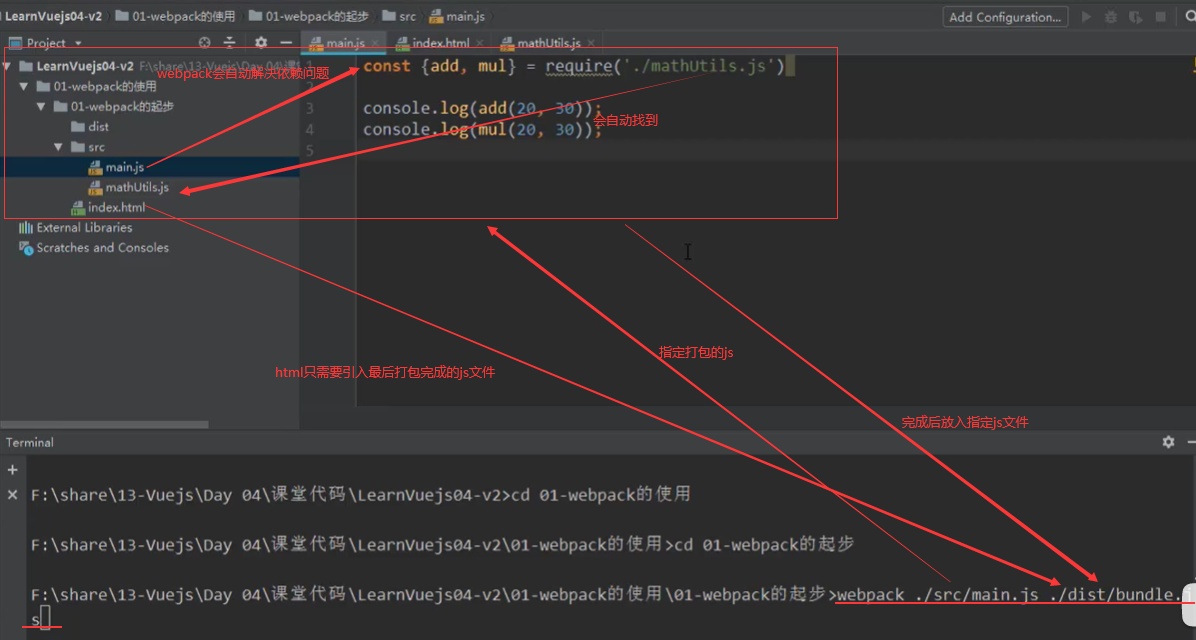 LearnVuejs04-v2 01-webpack的使用 01-webpack的起步 src main.js Add Configuration...
Project main.js index.html mathUtils.js
LearnVuejs04-v2 F:\share\13-Vuejs\Day 04\
webpack会自动解决依赖问题
01-webpack的使用
01-webpack的起步
dist
src
main.js
mathUtils.js
index.html
External Libraries
Scratches and Consoles
1 const {add, mul} = require('./mathUtils.js')
2
3 console.log(add(20, 30));
4 console.log(mul(20, 30));
5
会自动找到
指定打包的js
html只需要引入最后打包完成的js文件
完成后放入指定js文件
Terminal
F:\share\13-Vuejs\Day 04\课堂代码\LearnVuejs04-v2>cd 01-webpack的使用
F:\share\13-Vuejs\Day 04\课堂代码\LearnVuejs04-v2\01-webpack的使用>cd 01-webpack的起步
F:\share\13-Vuejs\Day 04\课堂代码\LearnVuejs04-v2\01-webpack的使用\01-webpack的起步>webpack ./src/main.js ./dist/bundle.
s